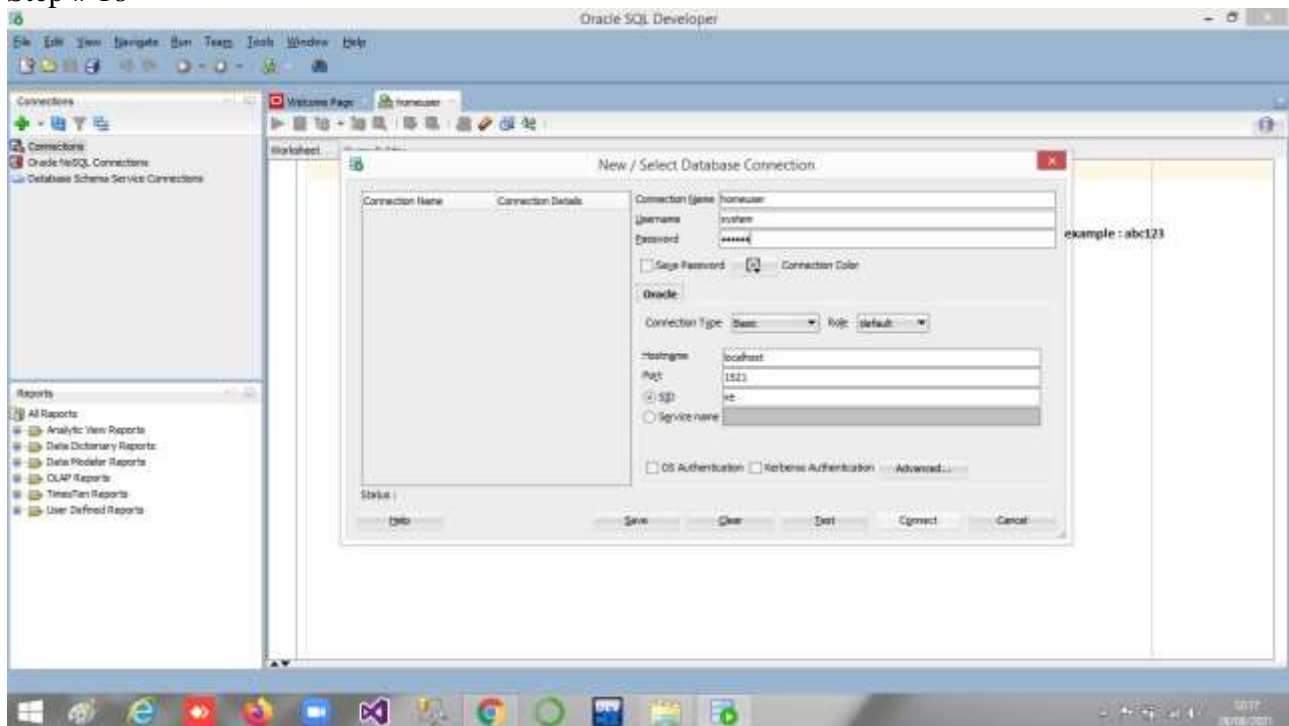 Oracle SQL Developer
File Edit View Navigate Run Team Tools Window Help
Connections
Welcome Page
homeuser
Connections
Oracle NoSQL Connections
Database Schema Service Connections
Worksheet
New / Select Database Connection
Connection Name Connection Details
Connection Name homeuser
Username system
Password ••••••
example : abc123
Save Password Connection Color
Oracle
Connection Type Basic Role default
Hostname localhost
Port 1521
SID xe
Service name
OS Authentication Kerberos Authentication Advanced...
Status :
Help Save Clear Test Connect Cancel
Reports
All Reports
Analytic View Reports
Data Dictionary Reports
Data Modeler Reports
OLAP Reports
TimesTen Reports
User Defined Reports
DEV